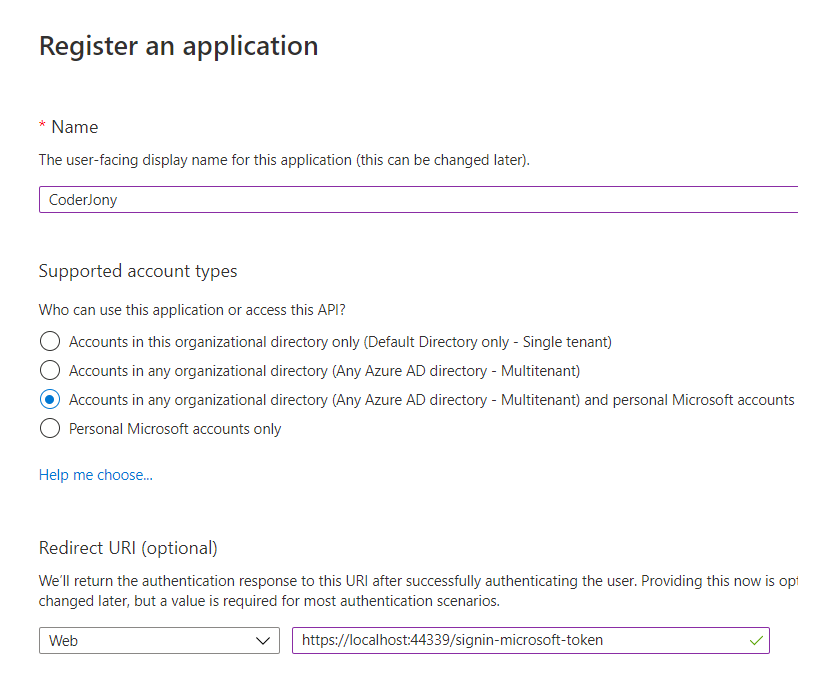 Register an application
* Name
The user-facing display name for this application (this can be changed later).
CoderJony
Supported account types
Who can use this application or access this API?
Accounts in this organizational directory only (Default Directory only - Single tenant)
Accounts in any organizational directory (Any Azure AD directory - Multitenant)
Accounts in any organizational directory (Any Azure AD directory - Multitenant) and personal Microsoft accounts
Personal Microsoft accounts only
Help me choose...
Redirect URI (optional)
We'll return the authentication response to this URI after successfully authenticating the user. Providing this now is
changed later, but a value is required for most authentication scenarios.
Web https://localhost:44339/signin-microsoft-token